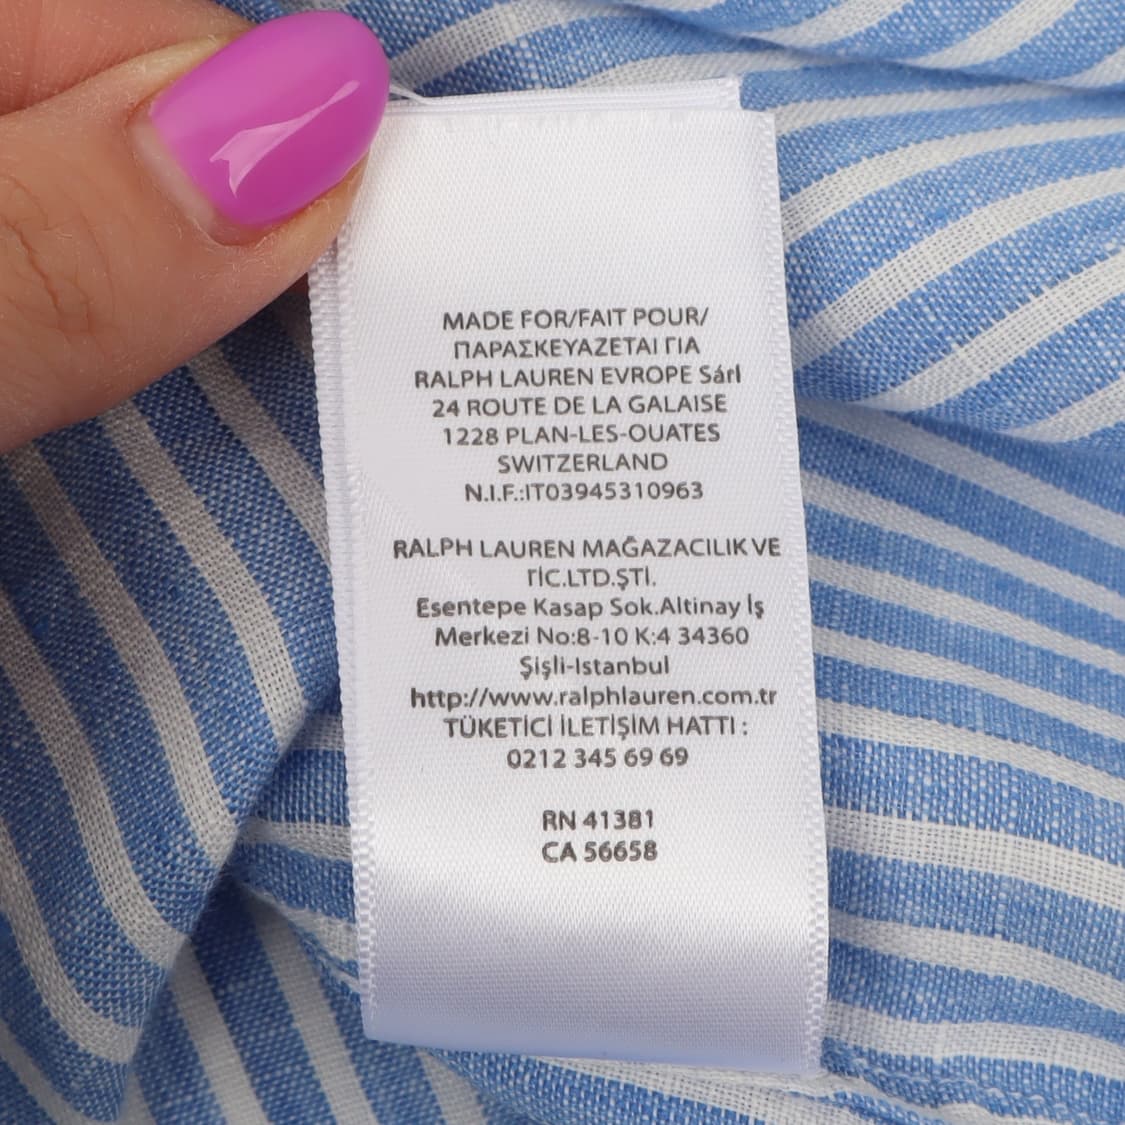 MADE FOR/FAIT POUR/
ΠΑΡΑΣΚΕΥΑΖΕΤΑΙ ΓΙΑ
RALPH LAUREN EVROPE Sárl
24 ROUTE DE LA GALAISE
1228 PLAN-LES-OUATES
SWITZERLAND
N.I.F.:IT03945310963
RALPH LAUREN MAĞAZACILIK VE
TİC.LTD.ŞTİ.
Esentepe Kasap Sok.Altinay İş
Merkezi No:8-10 K:4 34360
Şişli-Istanbul
http://www.ralphlauren.com.tr
TÜKETİCİ İLETİŞİM HATTI :
0212 345 69 69
RN 41381
CA 56658